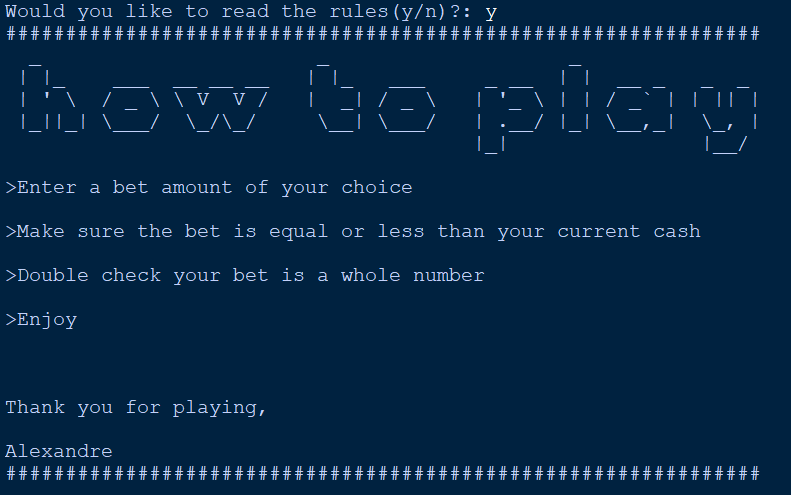 Would you like to read the rules(y/n)?: y
###############################################################
how to play
>Enter a bet amount of your choice
>Make sure the bet is equal or less than your current cash
>Double check your bet is a whole number
>Enjoy
Thank you for playing,
Alexandre
###############################################################